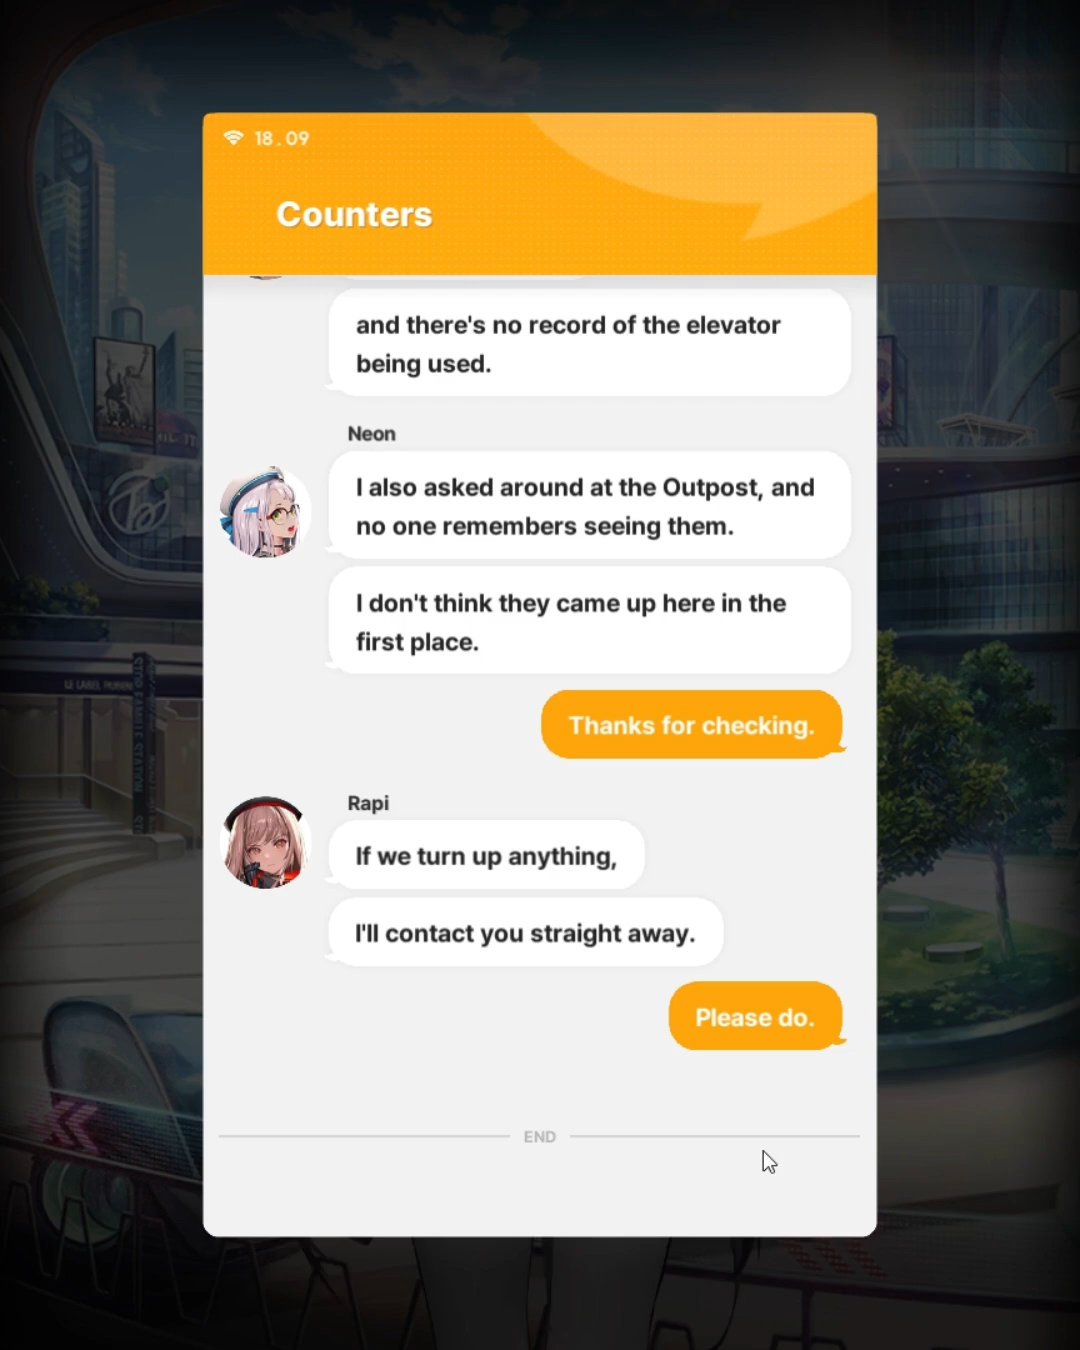 18.09
Counters
and there's no record of the elevator
being used.
Neon
I also asked around at the Outpost, and
no one remembers seeing them.
I don't think they came up here in the
first place.
Thanks for checking.
Rapi
If we turn up anything,
I'll contact you straight away.
Please do.
END